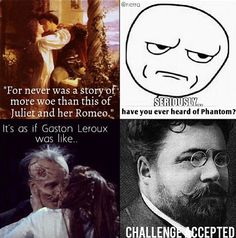 @nerra
"For never was a story
of more woe than this of
Juliet and her Romeo."
SERIOUSLY...
have you ever heard of Phantom?
It's as if Gaston Leroux
was like..
CHALLENGE ACCEPTED